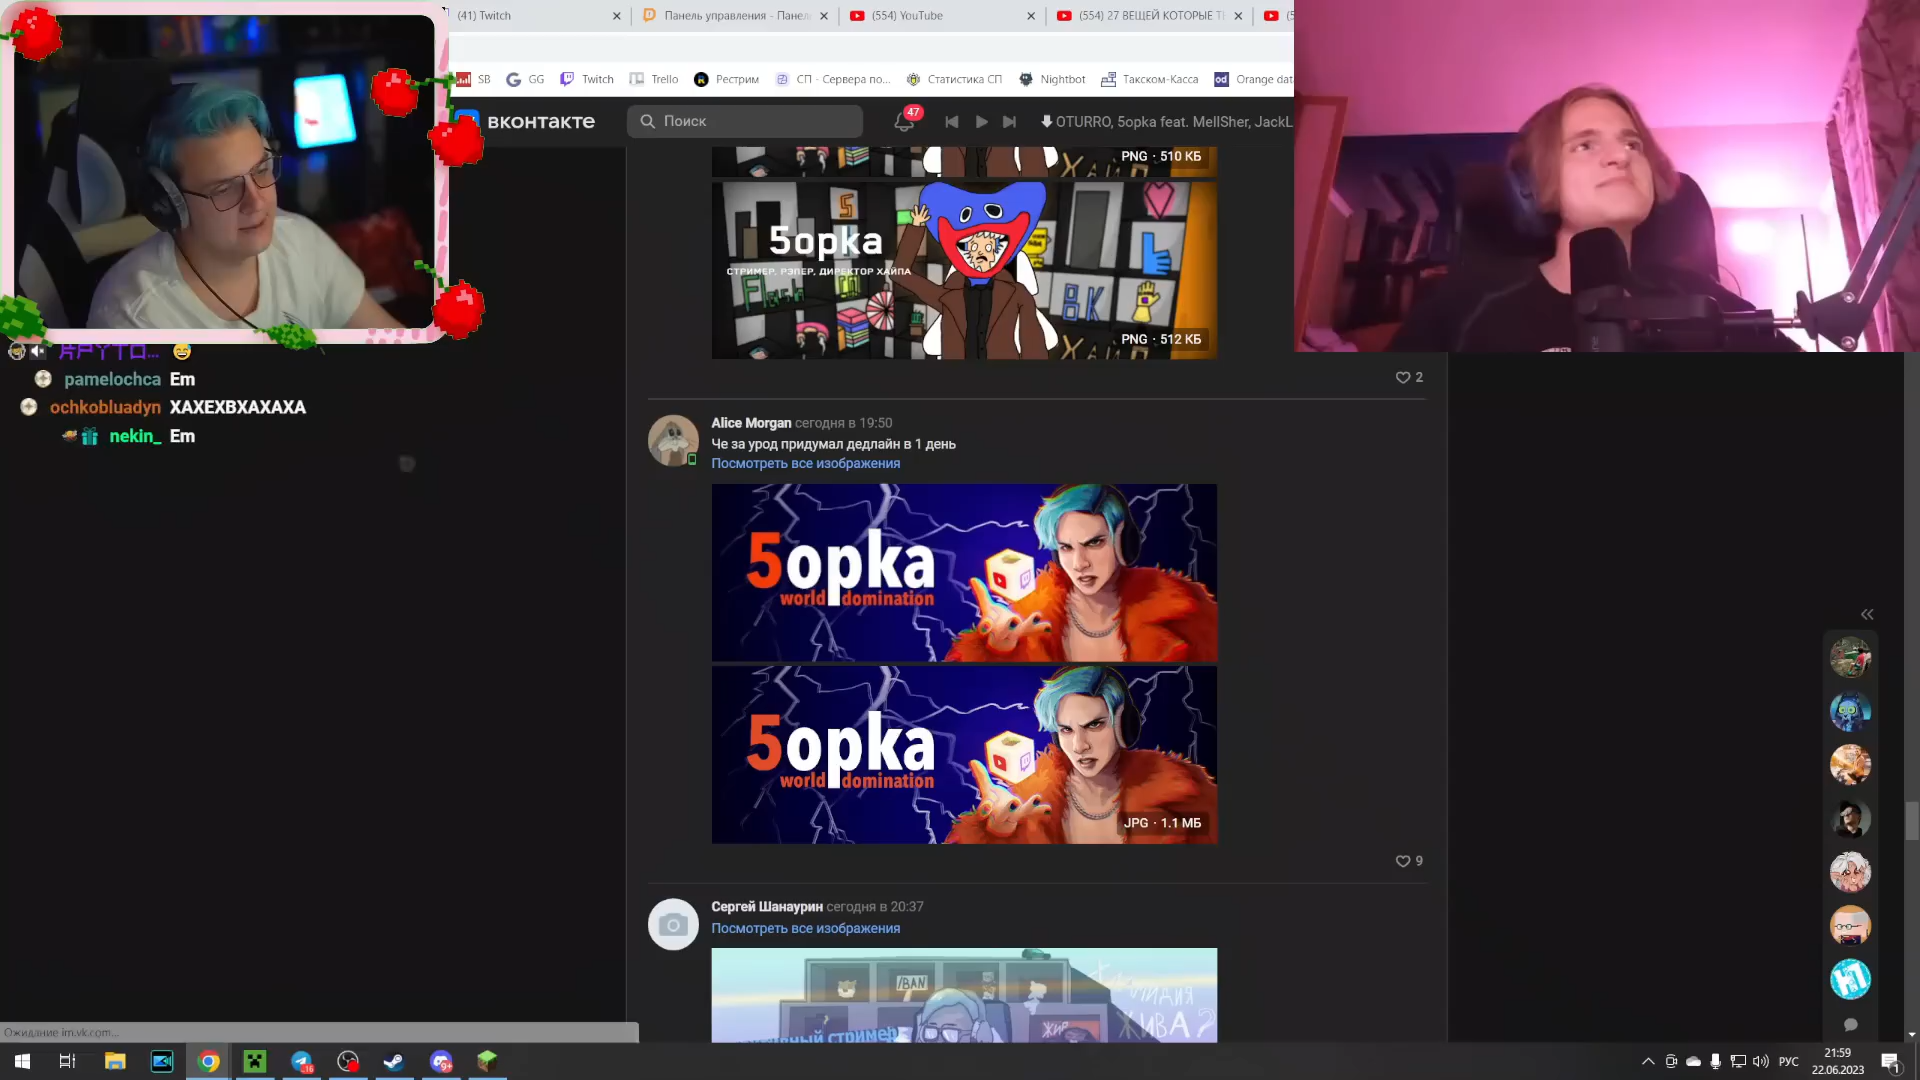 (41) Twitch
Панель управления - Панель
(554) YouTube
(554) 27 ВЕЩЕЙ КОТОРЫЕ
SB
GG
Twitch
Trello
Рестрим
СП - Сервера по...
Статистика СП
Nightbot
Такском-Касса
Orange dat
вконтакте
Поиск
47
OTURRO, 5opka feat. MellSher, JackL
PNG · 510 КБ
5opka
СТРИМЕР, РЭПЕР, ДИРЕКТОР ХАЙПА
PNG · 512 КБ
2
pamelochca Em
ochkobluadyn ХАХЕХВХАХАХА
nekin_ Em
Alice Morgan сегодня в 19:50
Че за урод придумал дедлайн в 1 день
Посмотреть все изображения
5opka
world domination
5opka
world domination
JPG · 1.1 МБ
9
Сергей Шанаурин сегодня в 20:37
Посмотреть все изображения
/BAN
стример
ЖИВА?
Ожидание im.vk.com...
РУС
21:59
22.06.2023